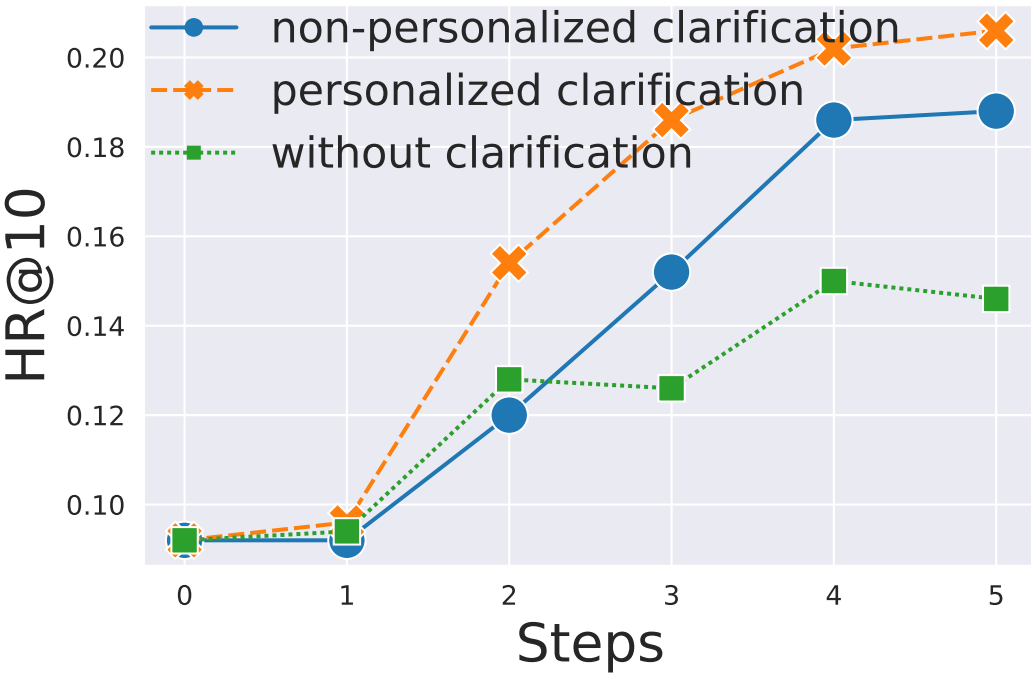 non-personalized clarification
personalized clarification
without clarification
0.20
0.18
0.16
0.14
0.12
0.10
HR@10
0 1 2 3 4 5
Steps